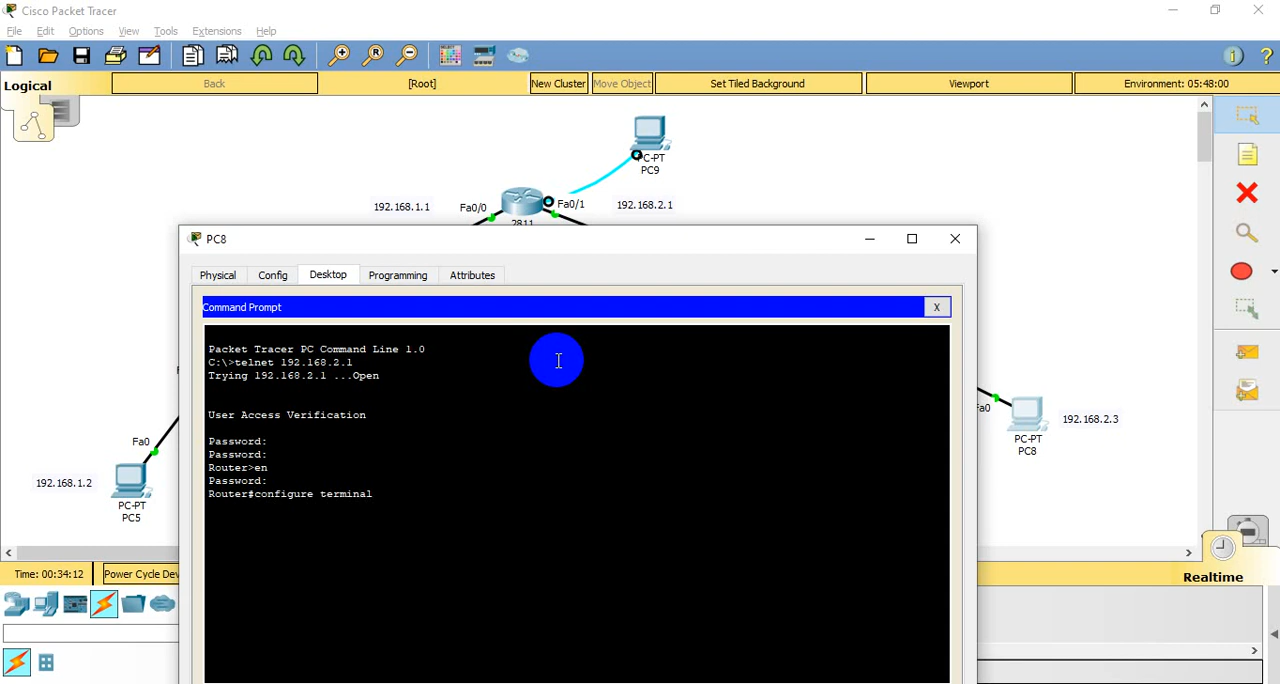 Cisco Packet Tracer
File Edit Options View Tools Extensions Help
Logical Back [Root] New Cluster Move Object Set Tiled Background Viewport Environment: 05:48:00
PC-PT
PC9
192.168.1.1 Fa0/0 Fa0/1 192.168.2.1
2811
PC8
Physical Config Desktop Programming Attributes
Command Prompt X
Packet Tracer PC Command Line 1.0
C:\>telnet 192.168.2.1
Trying 192.168.2.1 ...Open
User Access Verification
Password:
Password:
Router>en
Password:
Router#configure terminal
Fa0
192.168.1.2
PC-PT
PC5
192.168.2.3
PC-PT
PC8
Time: 00:34:12 Power Cycle Dev
Realtime